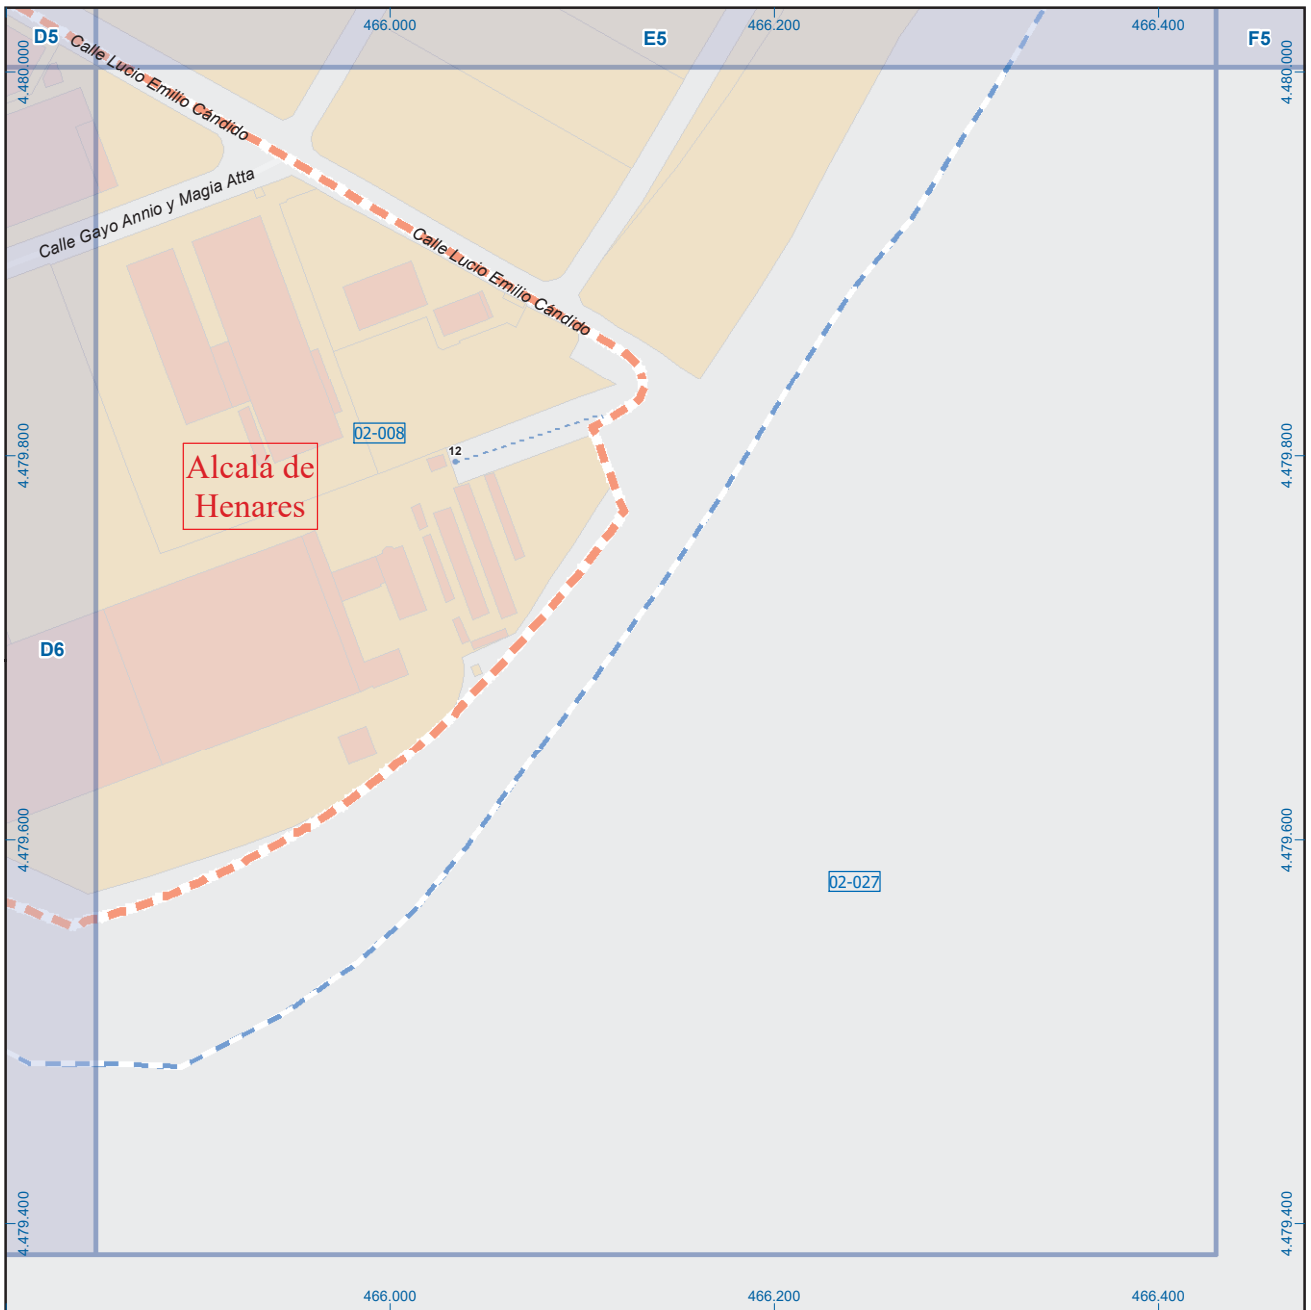 466.000
466.200
466.400
D5
E5
F5
4.480.000
4.480.000
Calle Lucio Emilio Cándido
Calle Gayo Annio y Magia Atta
Calle Lucio Emilio Cándido
02-008
4.479.800
12
4.479.800
Alcalá de
Henares
D6
4.479.600
4.479.600
02-027
4.479.400
4.479.400
466.000
466.200
466.400